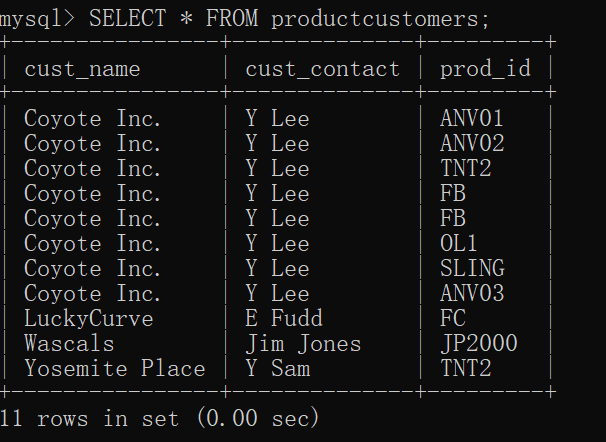 mysql> SELECT * FROM productcustomers;
+----------------+--------------+---------+
| cust_name      | cust_contact | prod_id |
+----------------+--------------+---------+
| Coyote Inc.    | Y Lee        | ANV01   |
| Coyote Inc.    | Y Lee        | ANV02   |
| Coyote Inc.    | Y Lee        | TNT2    |
| Coyote Inc.    | Y Lee        | FB      |
| Coyote Inc.    | Y Lee        | FB      |
| Coyote Inc.    | Y Lee        | OL1     |
| Coyote Inc.    | Y Lee        | SLING   |
| Coyote Inc.    | Y Lee        | ANV03   |
| LuckyCurve     | E Fudd       | FC      |
| Wascals        | Jim Jones    | JP2000  |
| Yosemite Place | Y Sam        | TNT2    |
+----------------+--------------+---------+
11 rows in set (0.00 sec)